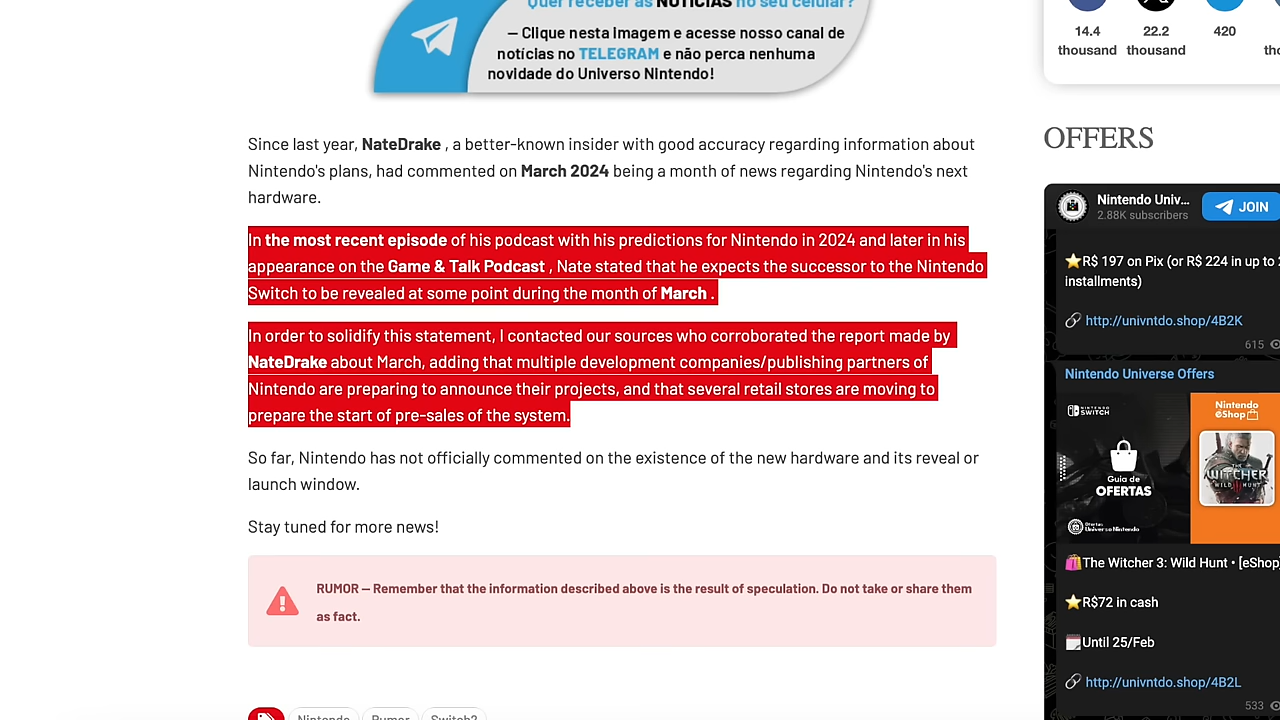 Quer receber as NOTÍCIAS no seu celular?
— Clique nesta imagem e acesse nosso canal de
notícias no TELEGRAM e não perca nenhuma
novidade do Universo Nintendo!
14.4
thousand
22.2
thousand
420
Since last year, NateDrake , a better-known insider with good accuracy regarding information about
Nintendo's plans, had commented on March 2024 being a month of news regarding Nintendo's next
hardware.
In the most recent episode of his podcast with his predictions for Nintendo in 2024 and later in his
appearance on the Game & Talk Podcast , Nate stated that he expects the successor to the Nintendo
Switch to be revealed at some point during the month of March .
In order to solidify this statement, I contacted our sources who corroborated the report made by
NateDrake about March, adding that multiple development companies/publishing partners of
Nintendo are preparing to announce their projects, and that several retail stores are moving to
prepare the start of pre-sales of the system.
So far, Nintendo has not officially commented on the existence of the new hardware and its reveal or
launch window.
Stay tuned for more news!
RUMOR — Remember that the information described above is the result of speculation. Do not take or share them
as fact.
Nintendo
Rumor
Switch2
OFFERS
Nintendo Univ...
2.88K subscribers
JOIN
⭐R$ 197 on Pix (or R$ 224 in up to 2
installments)
http://univntdo.shop/4B2K
615
Nintendo Universe Offers
NINTENDO
SWITCH
Nintendo
eShop
Guia de
OFERTAS
THE
WITCHER
WILD HUNT
Ofertas
Universo Nintendo
The Witcher 3: Wild Hunt • [eShop]
⭐R$72 in cash
Until 25/Feb
http://univntdo.shop/4B2L
533